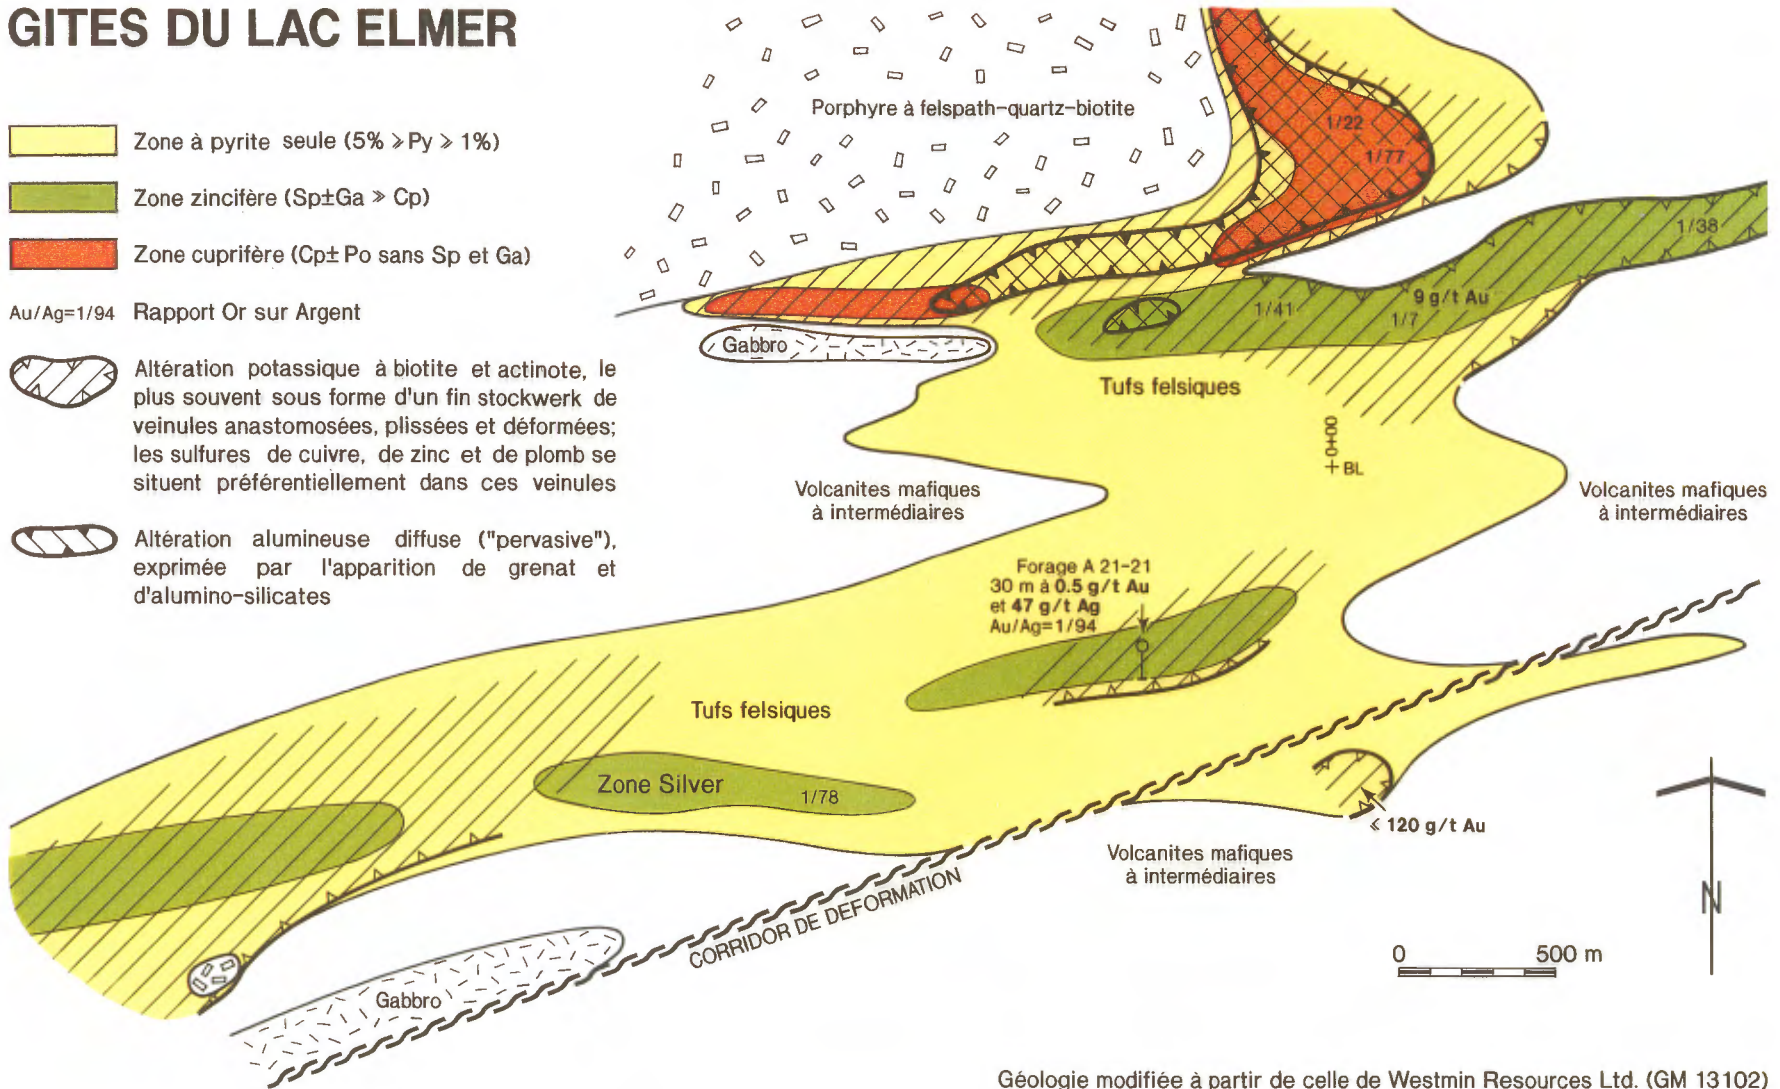 GITES DU LAC ELMER
Zone à pyrite seule (5% ⩾ Py ⩾ 1%)
Zone zincifère (Sp±Ga ⩾ Cp)
Zone cuprifère (Cp± Po sans Sp et Ga)
Au/Ag=1/94 Rapport Or sur Argent
Altération potassique à biotite et actinote, le
plus souvent sous forme d'un fin stockwerk de
veinules anastomosées, plissées et déformées;
les sulfures de cuivre, de zinc et de plomb se
situent préférentiellement dans ces veinules
Altération alumineuse diffuse ("pervasive"),
exprimée par l'apparition de grenat et
d'alumino-silicates
Porphyre à felspath-quartz-biotite
1/22
1/77
1/38
9 g/t Au
1/41
1/7
Gabbro
Tufs felsiques
0+00
BL
Volcanites mafiques
à intermédiaires
Volcanites mafiques
à intermédiaires
Forage A 21-21
30 m à 0.5 g/t Au
et 47 g/t Ag
Au/Ag=1/94
Tufs felsiques
Zone Silver
1/78
⩽ 120 g/t Au
Volcanites mafiques
à intermédiaires
CORRIDOR DE DEFORMATION
N
0 500 m
Gabbro
Géologie modifiée à partir de celle de Westmin Resources Ltd. (GM 13102)